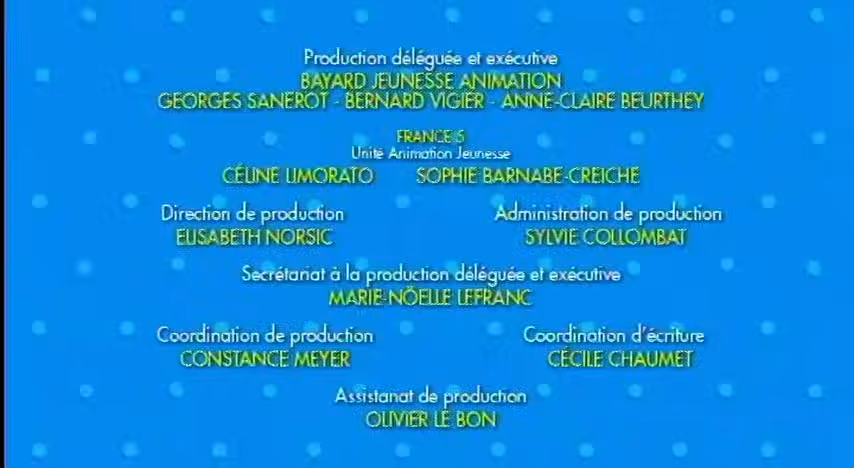 Production déléguée et exécutive
BAYARD JEUNESSE ANIMATION
GEORGES SANEROT - BERNARD VIGIER - ANNE-CLAIRE BEURTHEY
FRANCE 5
Unité Animation Jeunesse
CÉLINE LIMORATO SOPHIE BARNABE-CREICHE
Direction de production Administration de production
ELISABETH NORSIC SYLVIE COLLOMBAT
Secrétariat à la production déléguée et exécutive
MARIE-NÖELLE LEFRANC
Coordination de production Coordination d'écriture
CONSTANCE MEYER CÉCILE CHAUMET
Assistanat de production
OLIVIER LE BON